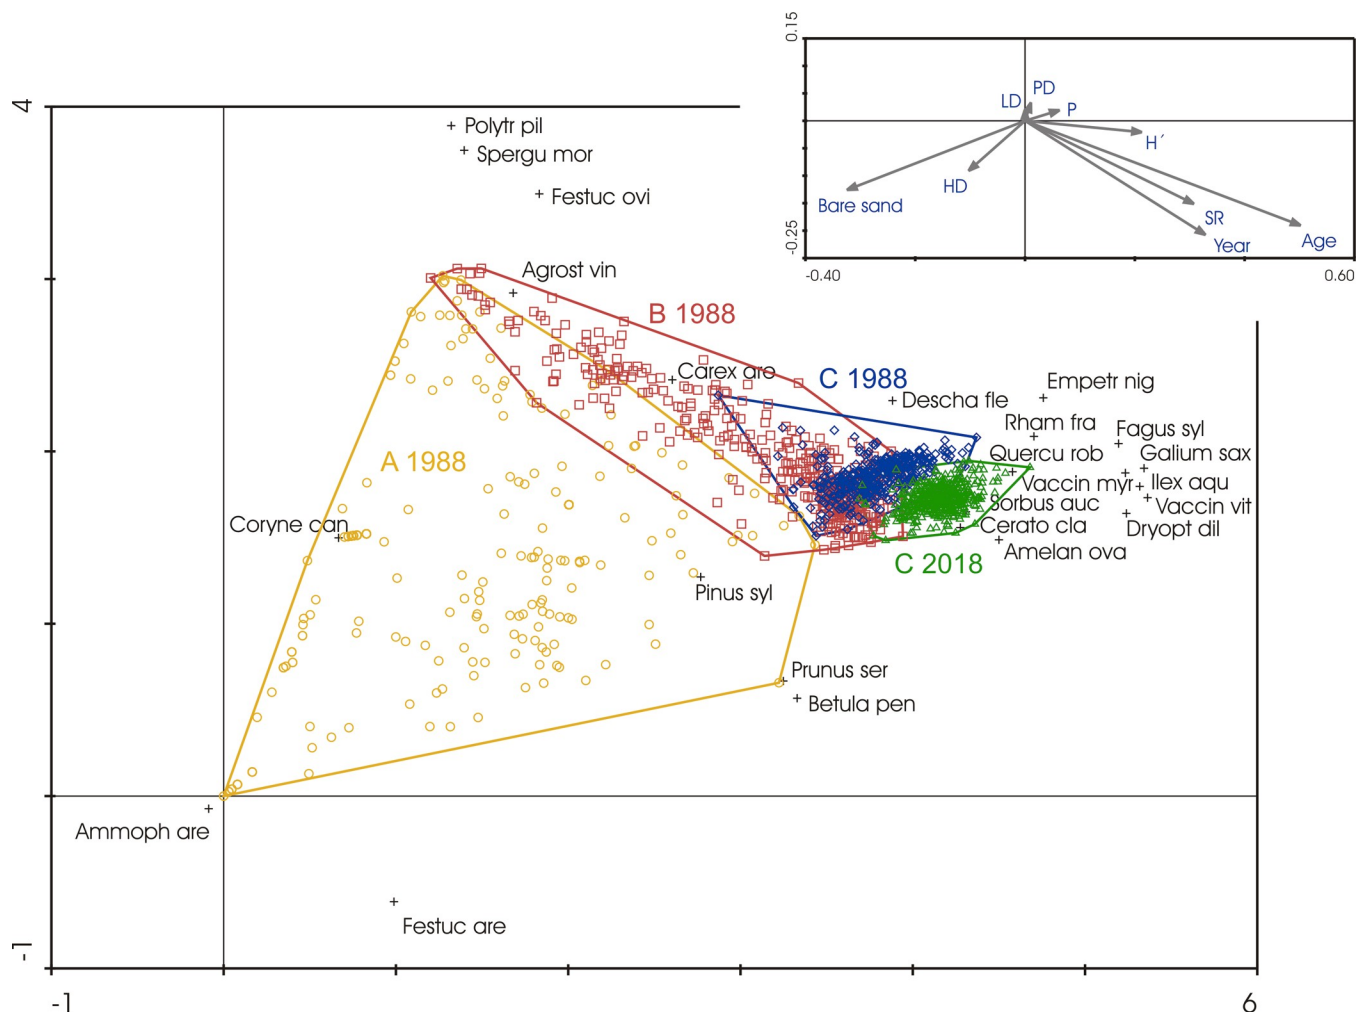 0.15
PD
LD
P
H´
HD
Bare sand
SR
Year
Age
-0.25
-0.40
0.60
4
Polytr pil
Spergu mor
Festuc ovi
Agrost vin
B 1988
Carex are
C 1988
Empetr nig
Descha fle
Rham fra
Fagus syl
A 1988
Quercu rob
Galium sax
Vaccin myr
Ilex aqu
Sorbus auc
Vaccin vit
Coryne can
Cerato cla
Dryopt dil
Amelan ova
C 2018
Pinus syl
Prunus ser
Betula pen
Ammoph are
Festuc are
-1
-1
6